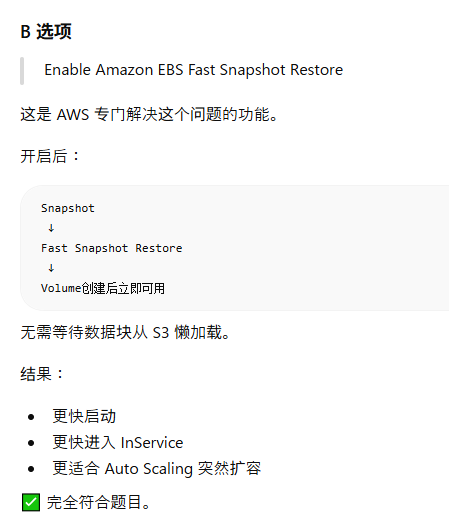 B 选项
Enable Amazon EBS Fast Snapshot Restore
这是 AWS 专门解决这个问题的功能。
开启后：
Snapshot
↓
Fast Snapshot Restore
↓
Volume创建后立即可用
无需等待数据块从 S3 懒加载。
结果：
• 更快启动
• 更快进入 InService
• 更适合 Auto Scaling 突然扩容
✅ 完全符合题目。